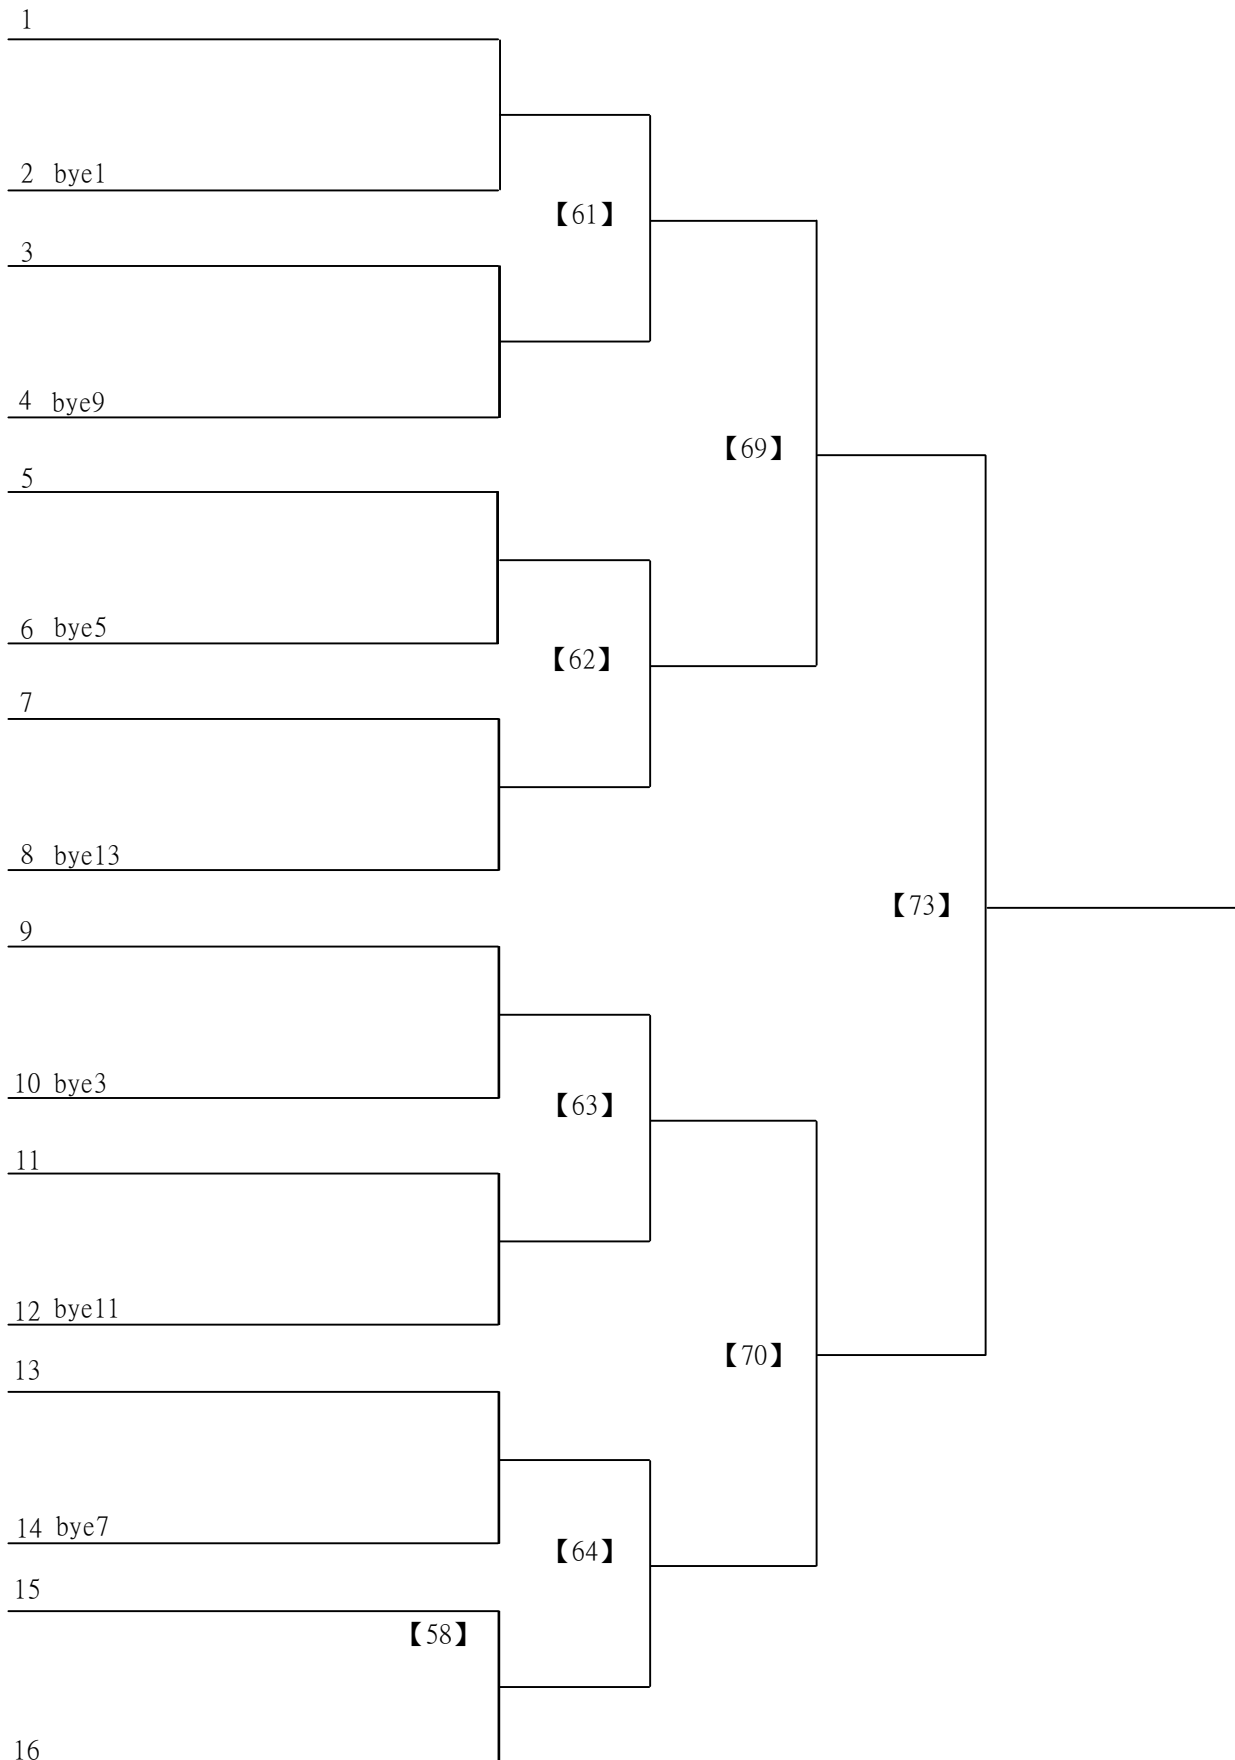 1
2 bye1
【61】
3
4 bye9
【69】
5
6 bye5
【62】
7
8 bye13
【73】
9
10 bye3
【63】
11
12 bye11
【70】
13
14 bye7
【64】
15
【58】
16